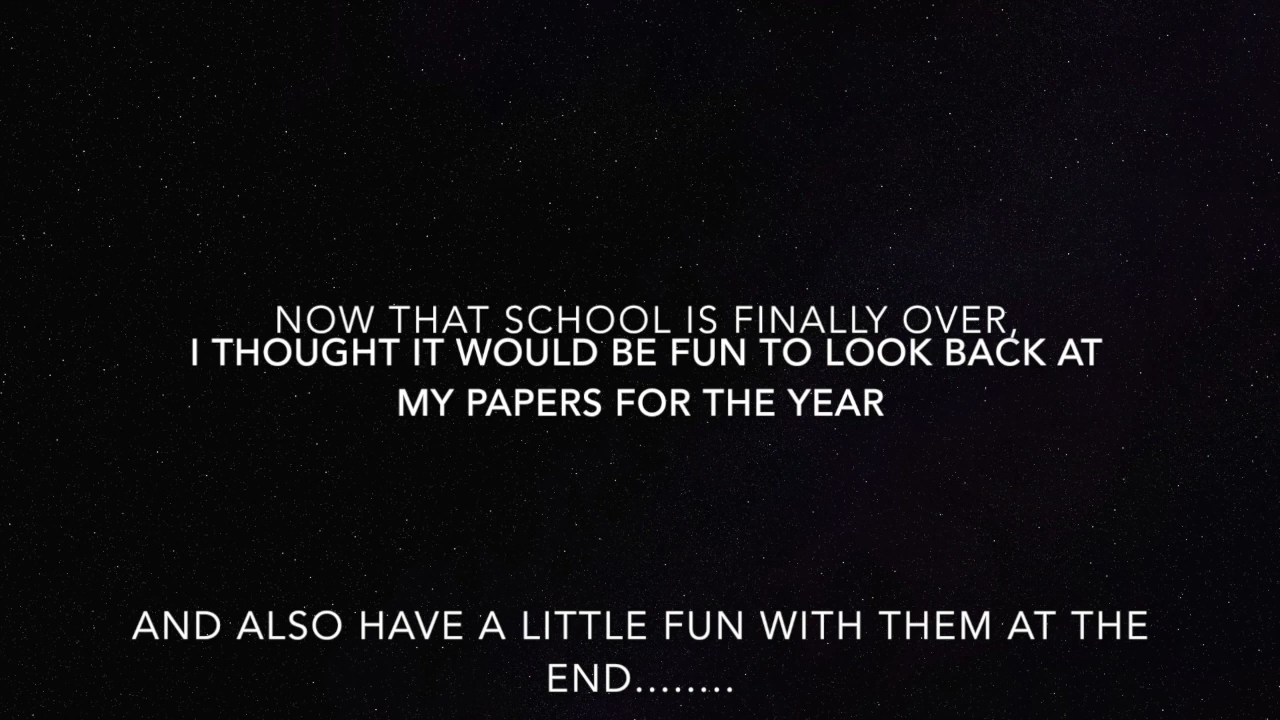 NOW THAT SCHOOL IS FINALLY OVER,
I THOUGHT IT WOULD BE FUN TO LOOK BACK AT
MY PAPERS FOR THE YEAR
AND ALSO HAVE A LITTLE FUN WITH THEM AT THE
END........